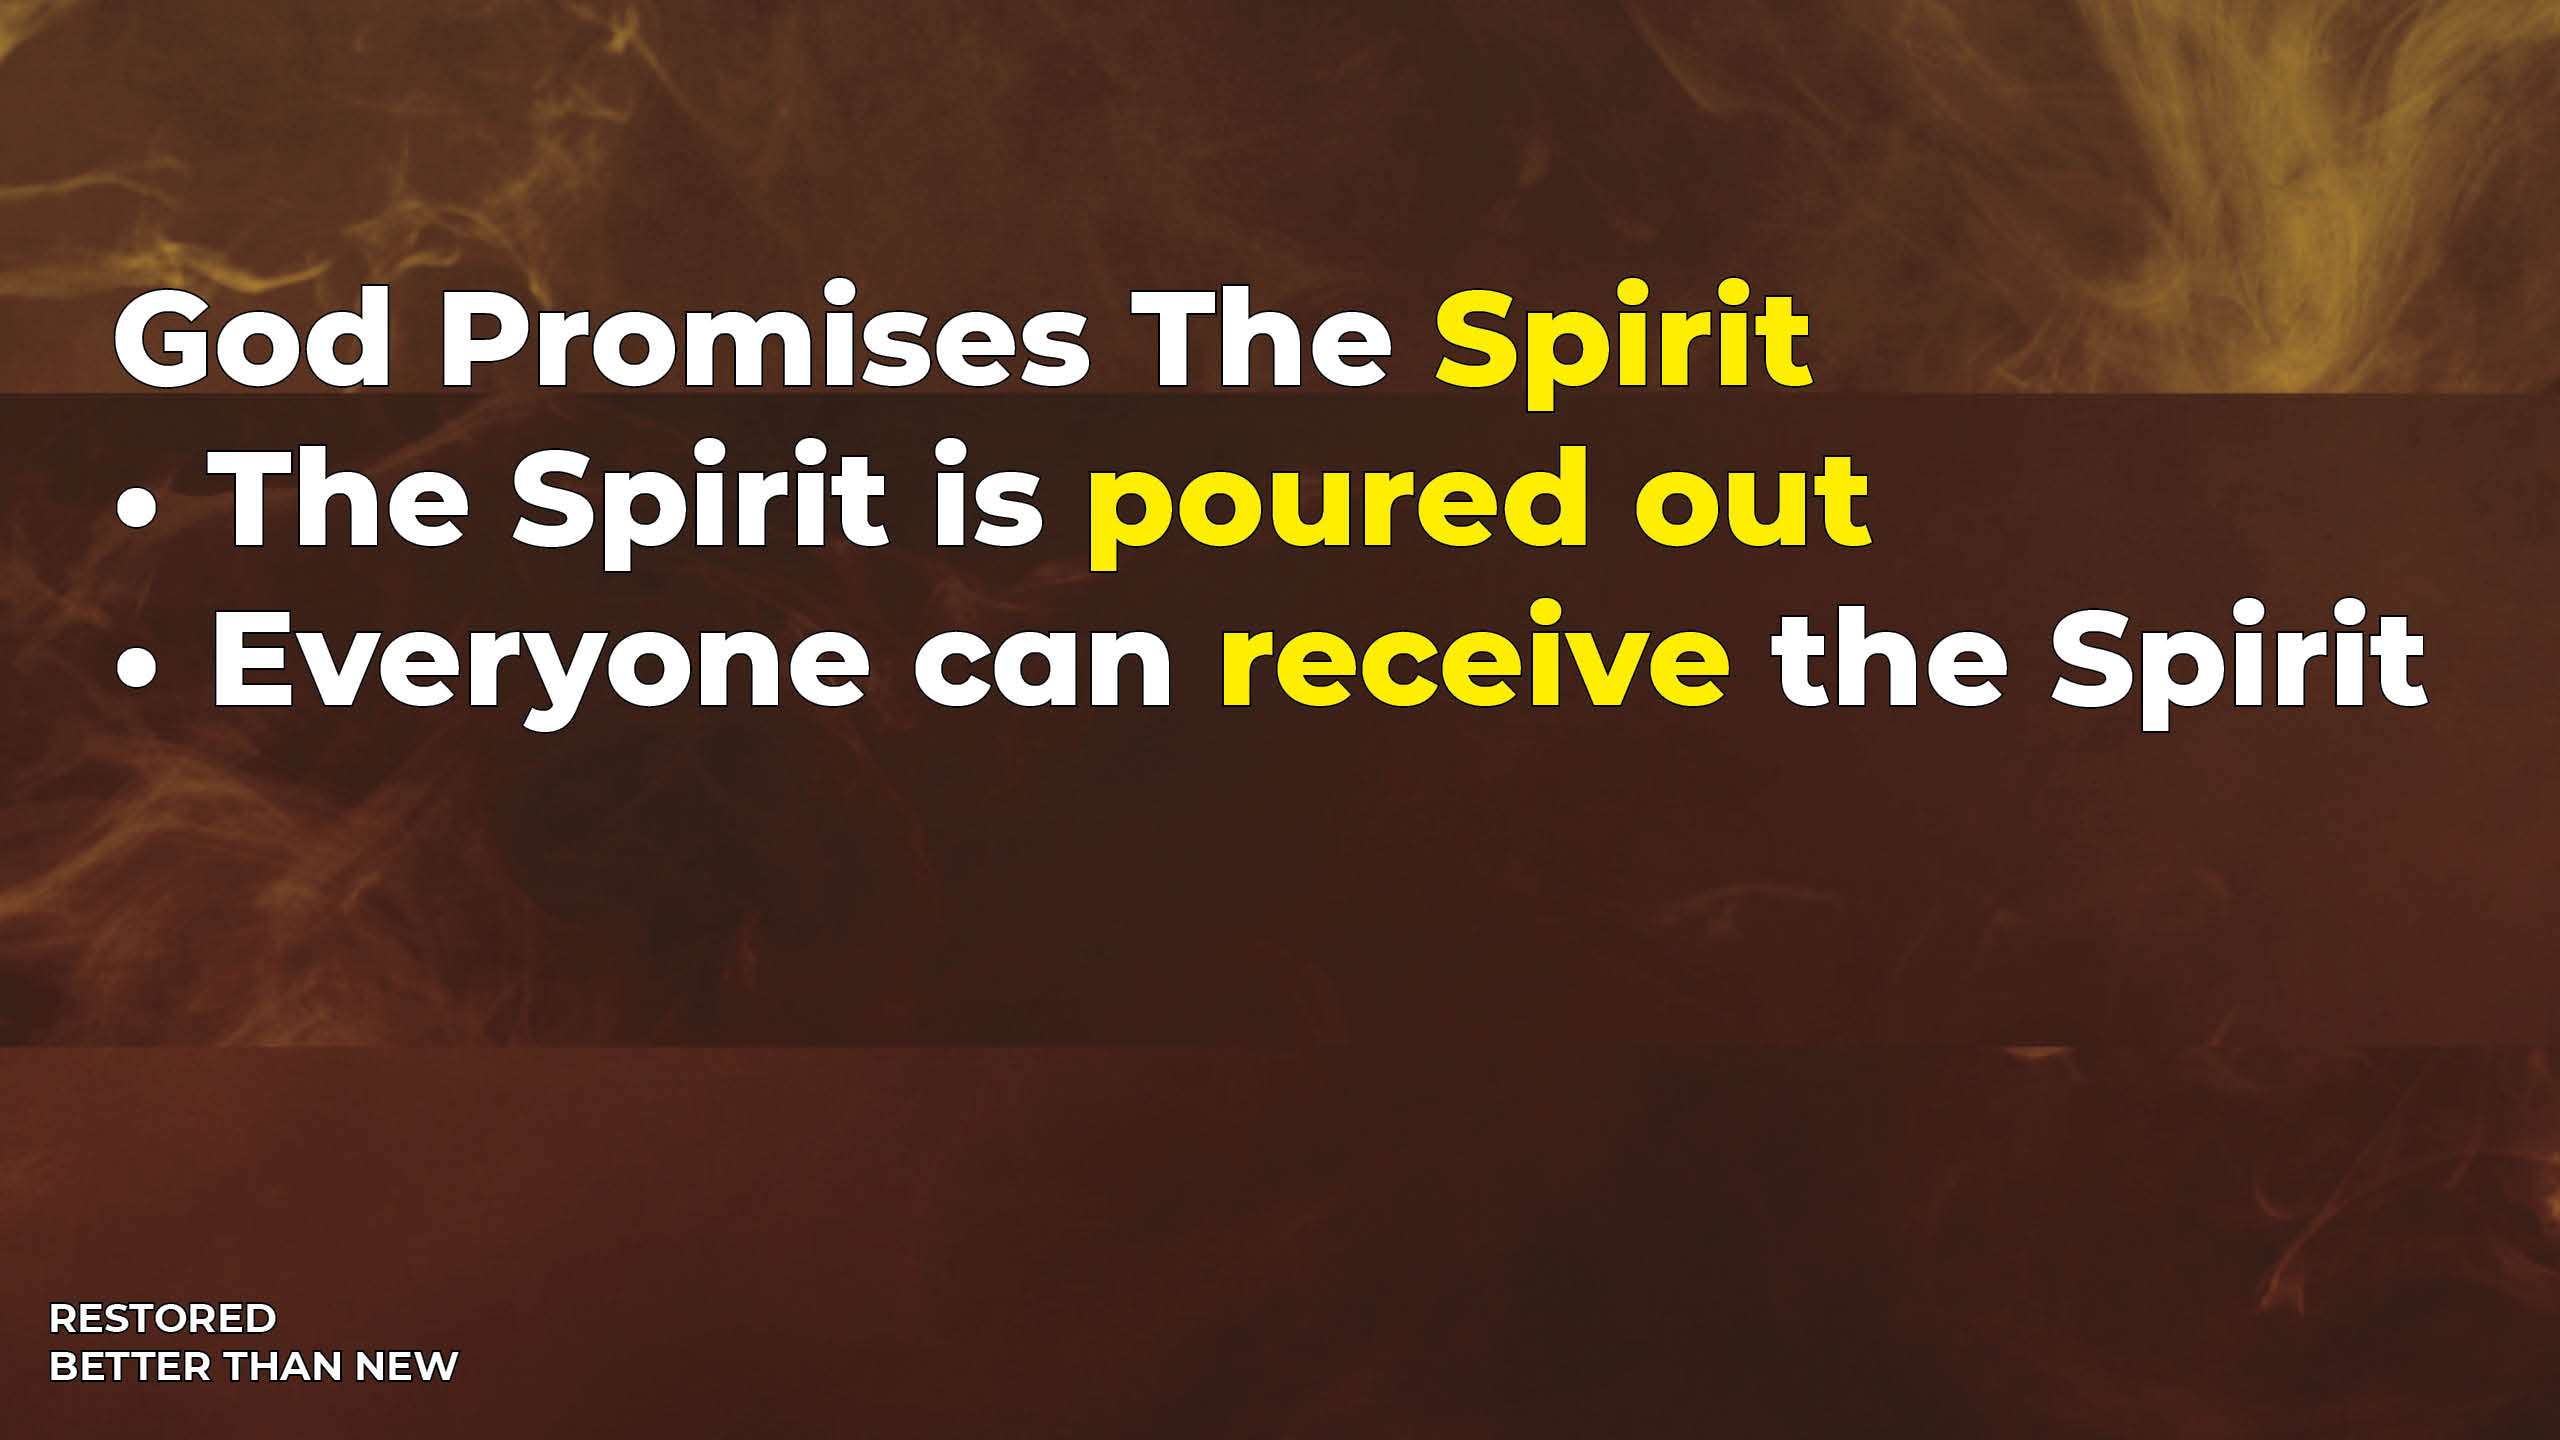 God Promises The Spirit
• The Spirit is poured out
• Everyone can receive the Spirit
RESTORED
BETTER THAN NEW